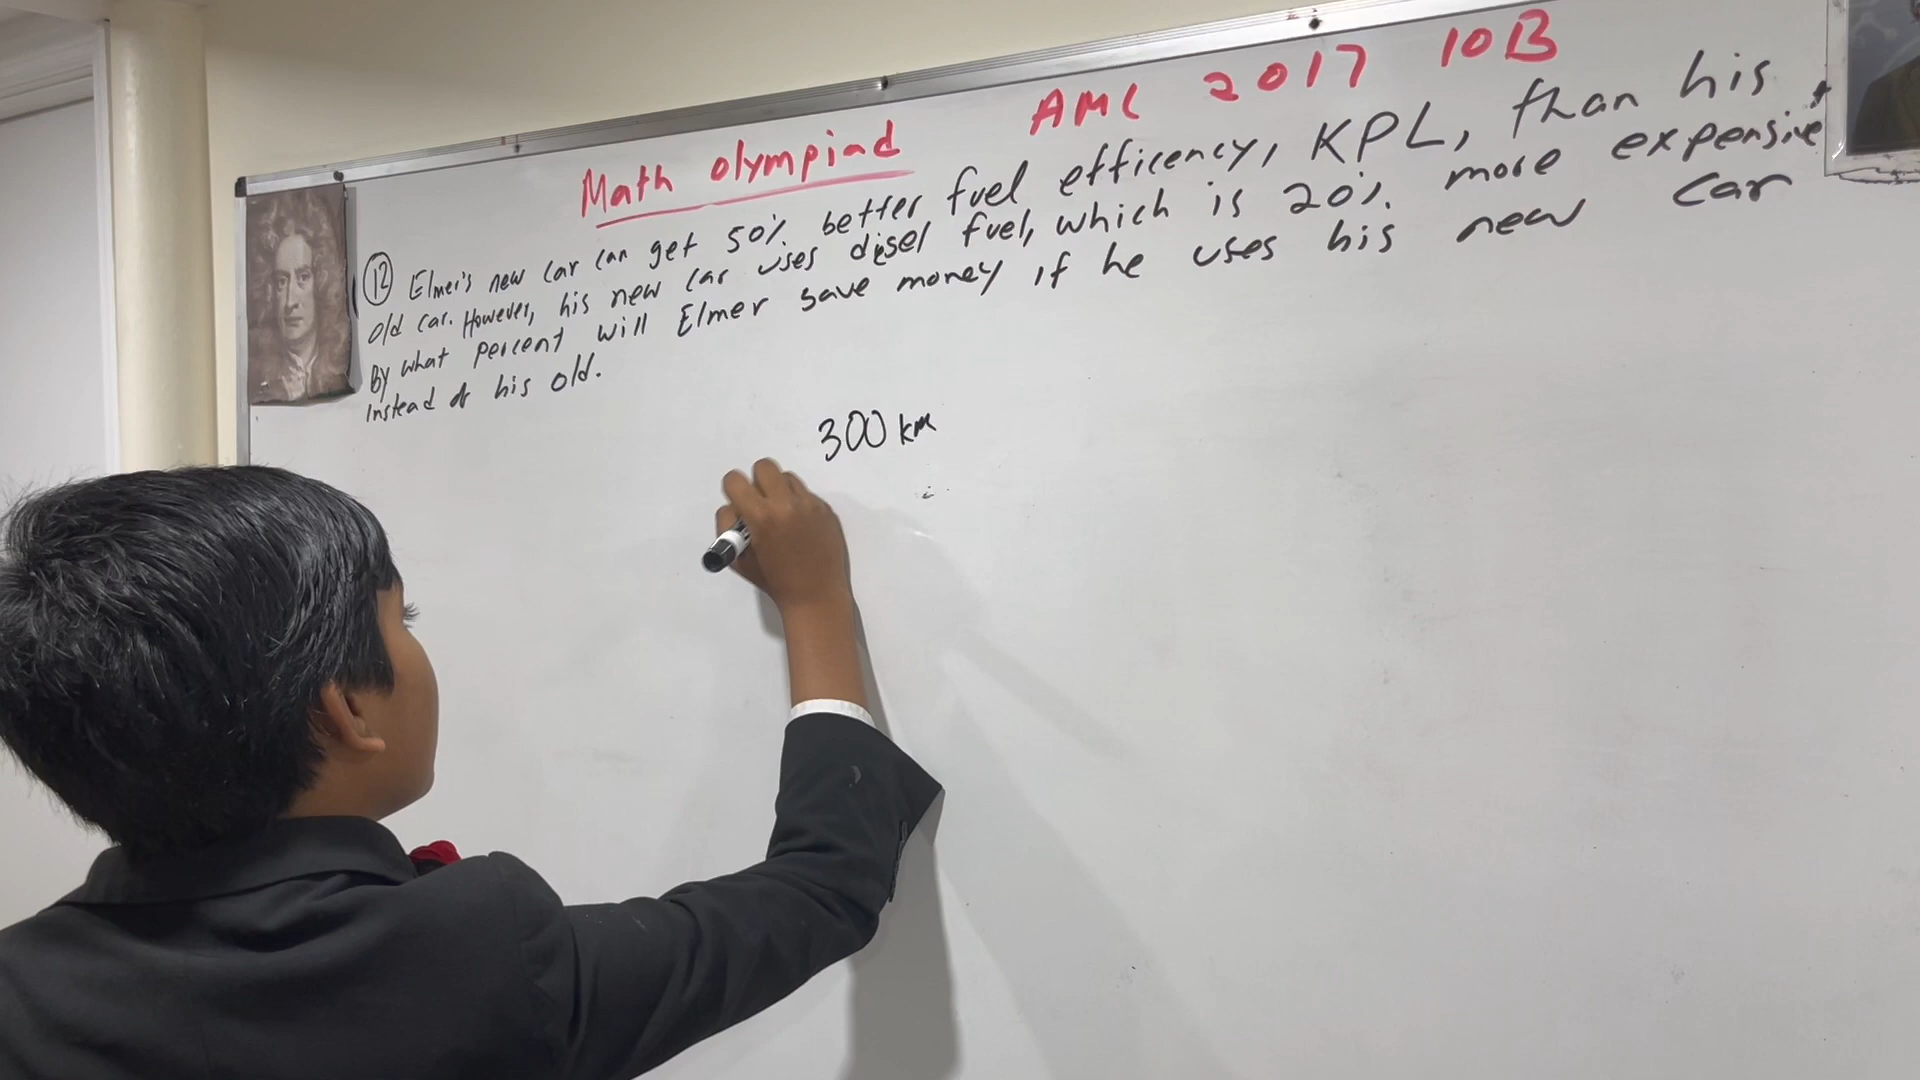 Math olympiad AMC 2017 10B
12 Elmer's new car can get 50% better fuel efficency, KPL, than his
old car. However, his new car uses diesel fuel, which is 20% more expensive.
By what percent will Elmer save money if he uses his new car
instead of his old.
300 km